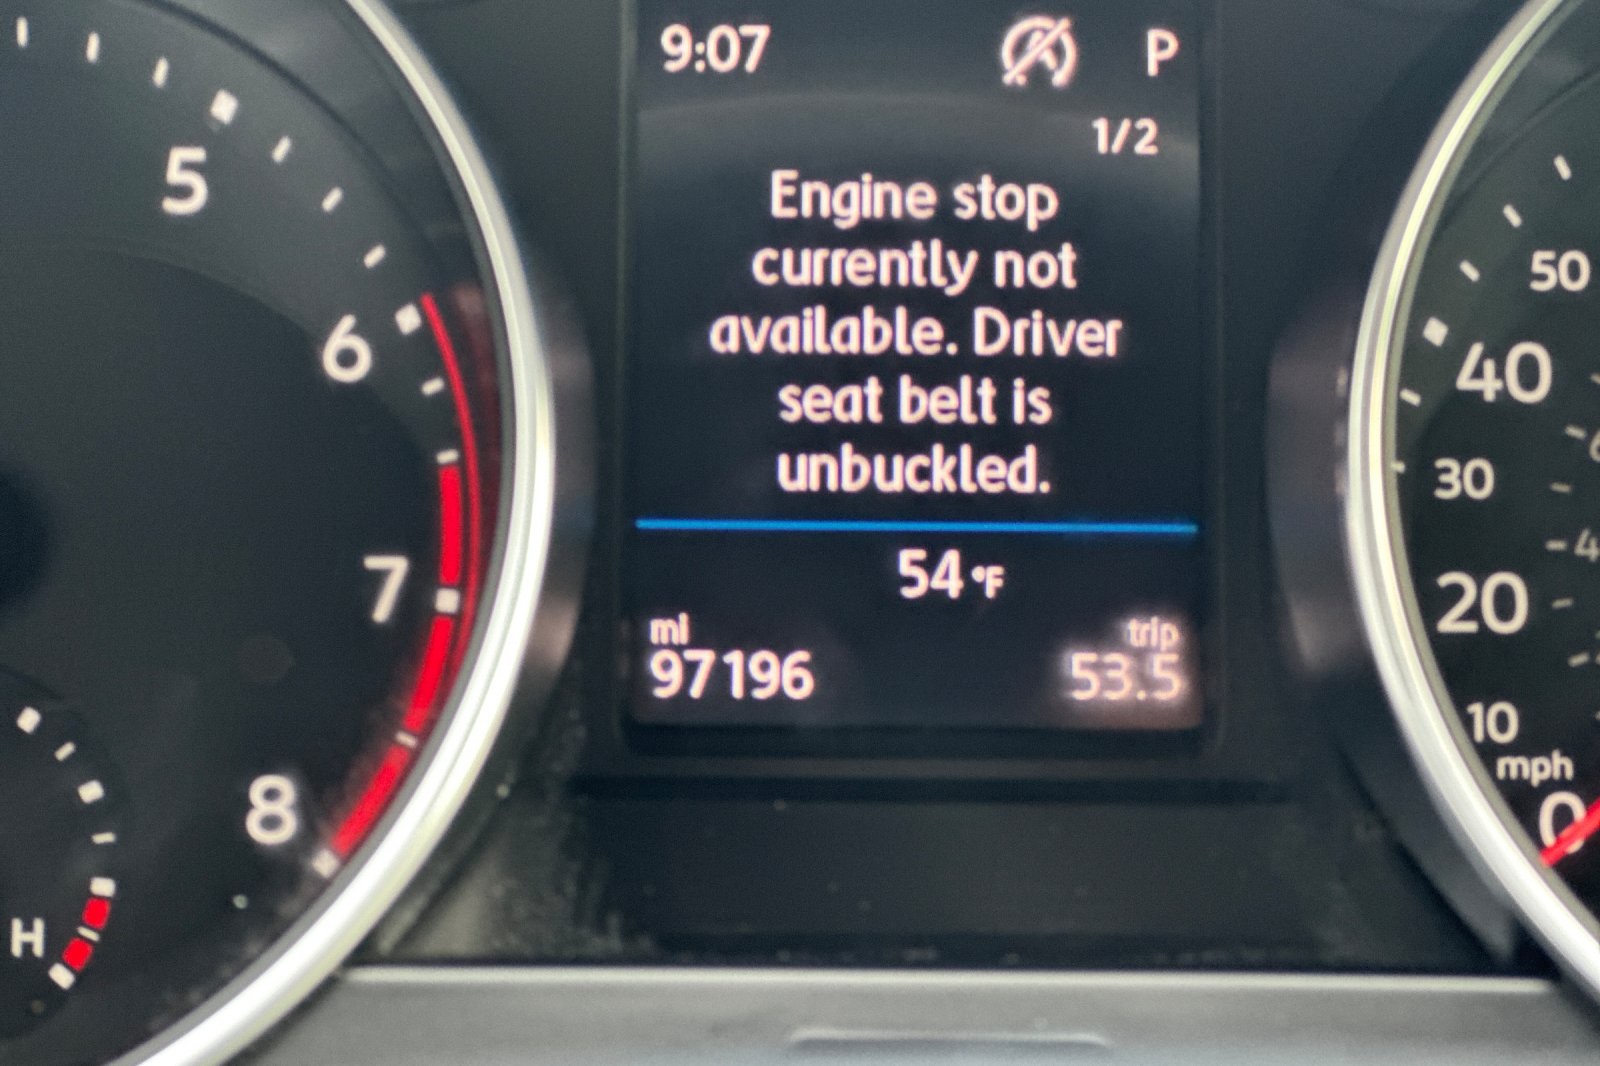 9:07 P
1/2
Engine stop
currently not
available. Driver
seat belt is
unbuckled.
54 °F
mi trip
97196 53.5
5
6
7
8
H
50
40
30
20
10
mph
0